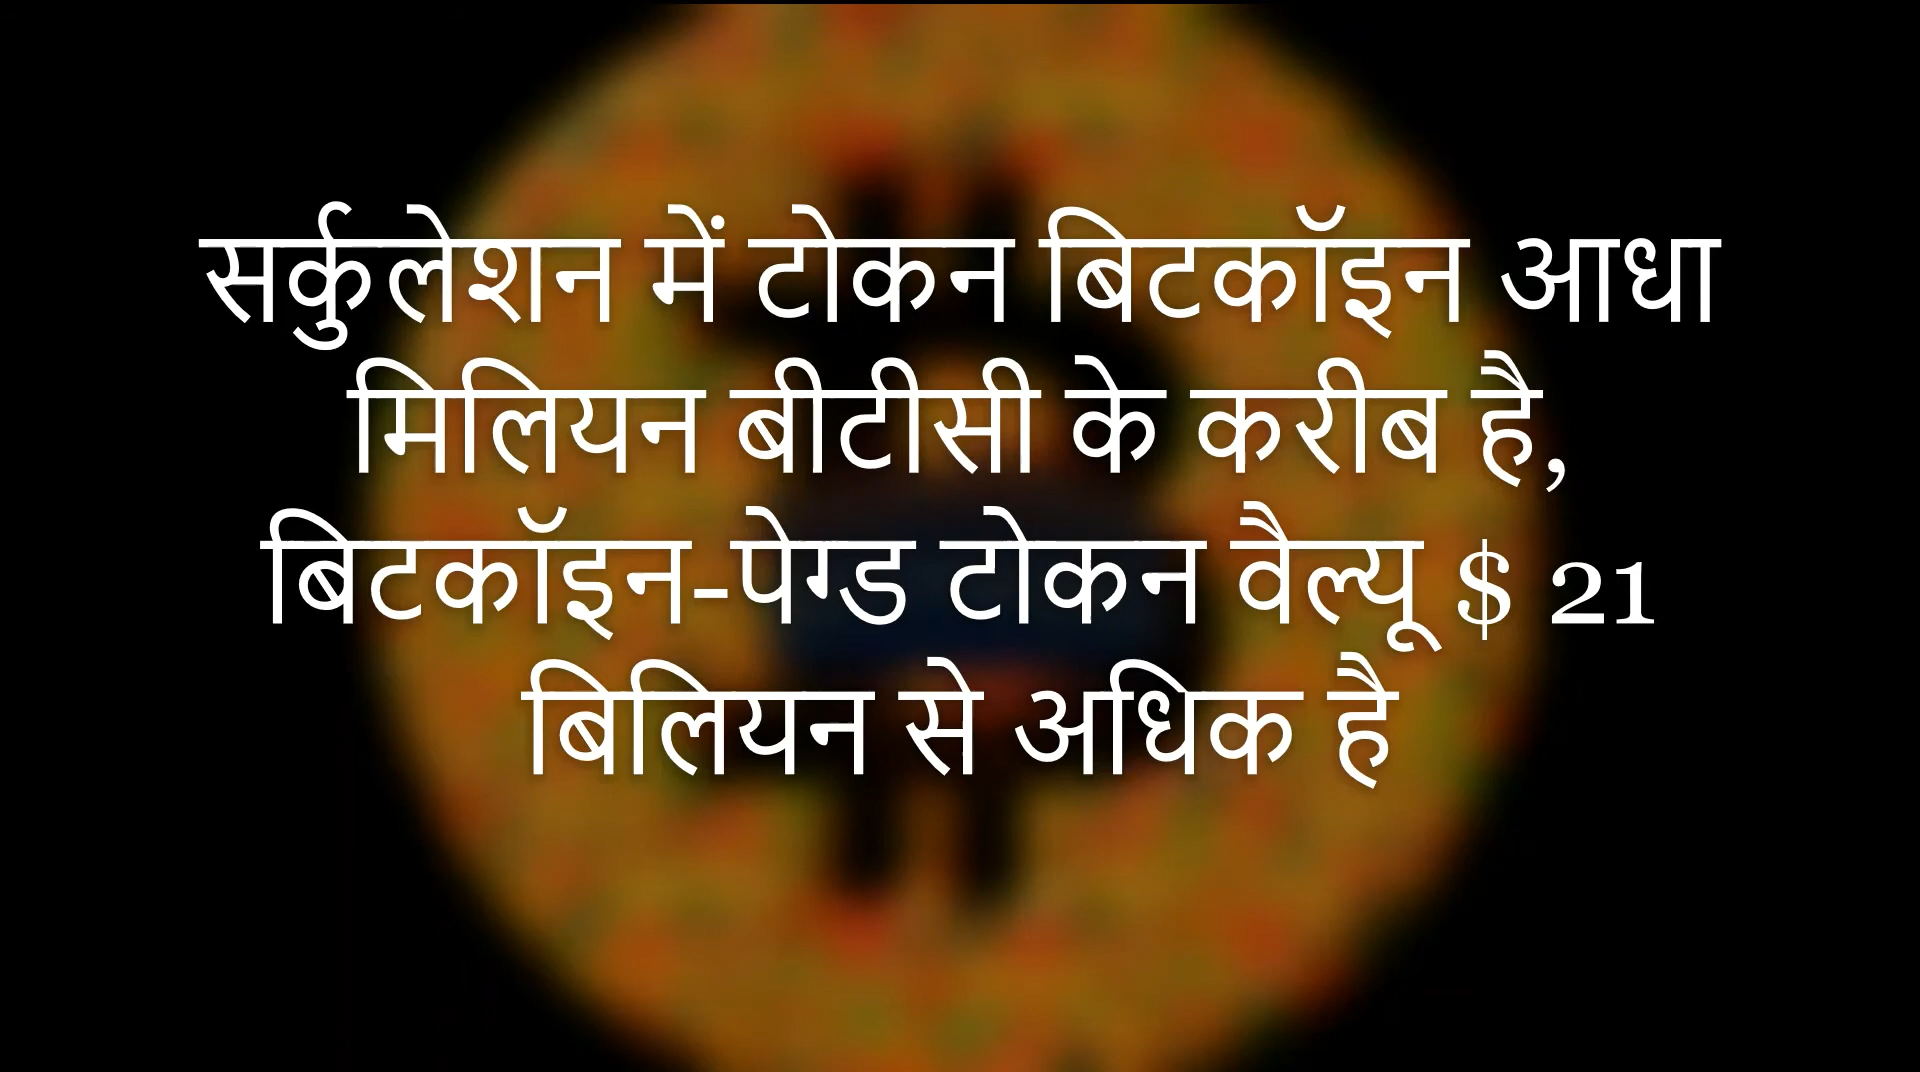 सर्कुलेशन में टोकन बिटकॉइन आधा
मिलियन बीटीसी के करीब है,
बिटकॉइन-पेग्ड टोकन वैल्यू $ 21
बिलियन से अधिक है